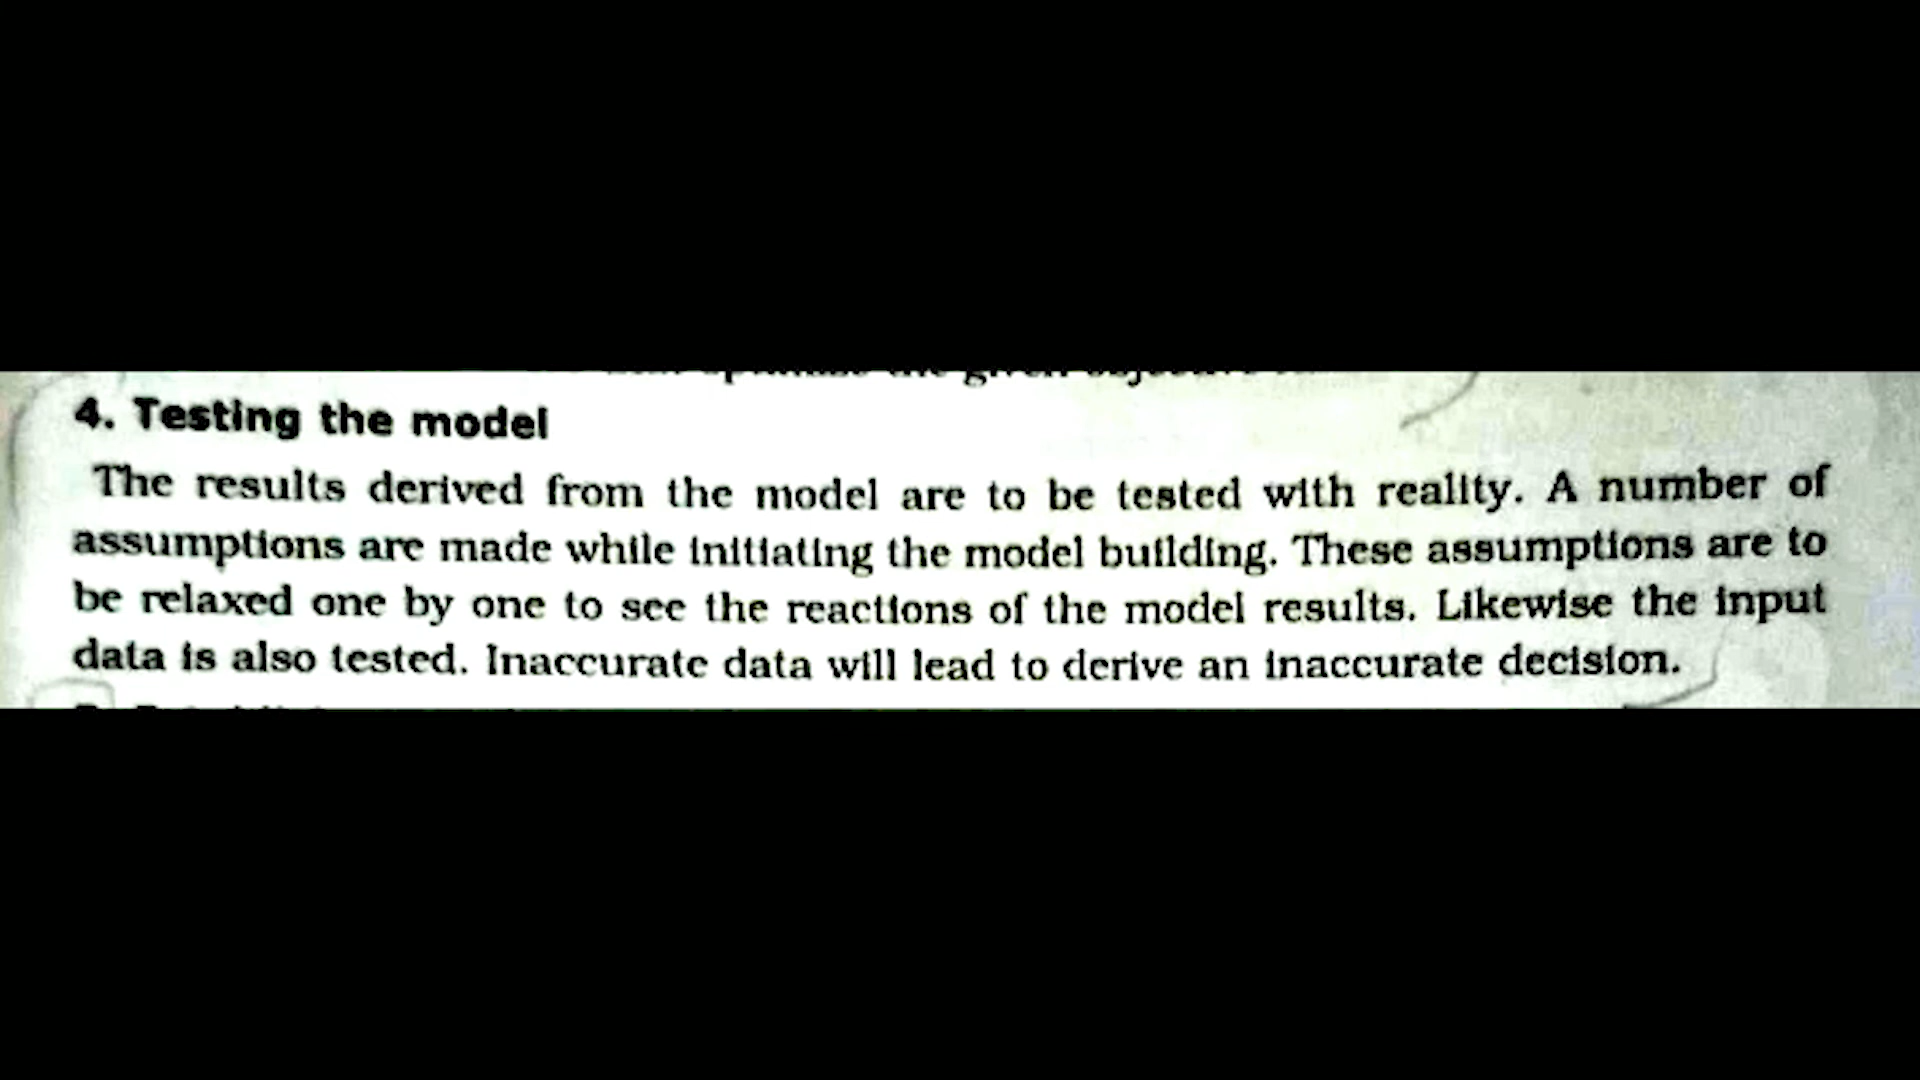 4. Testing the model
The results derived from the model are to be tested with reality. A number of
assumptions are made while initiating the model building. These assumptions are to
be relaxed one by one to see the reactions of the model results. Likewise the input
data is also tested. Inaccurate data will lead to derive an inaccurate decision.